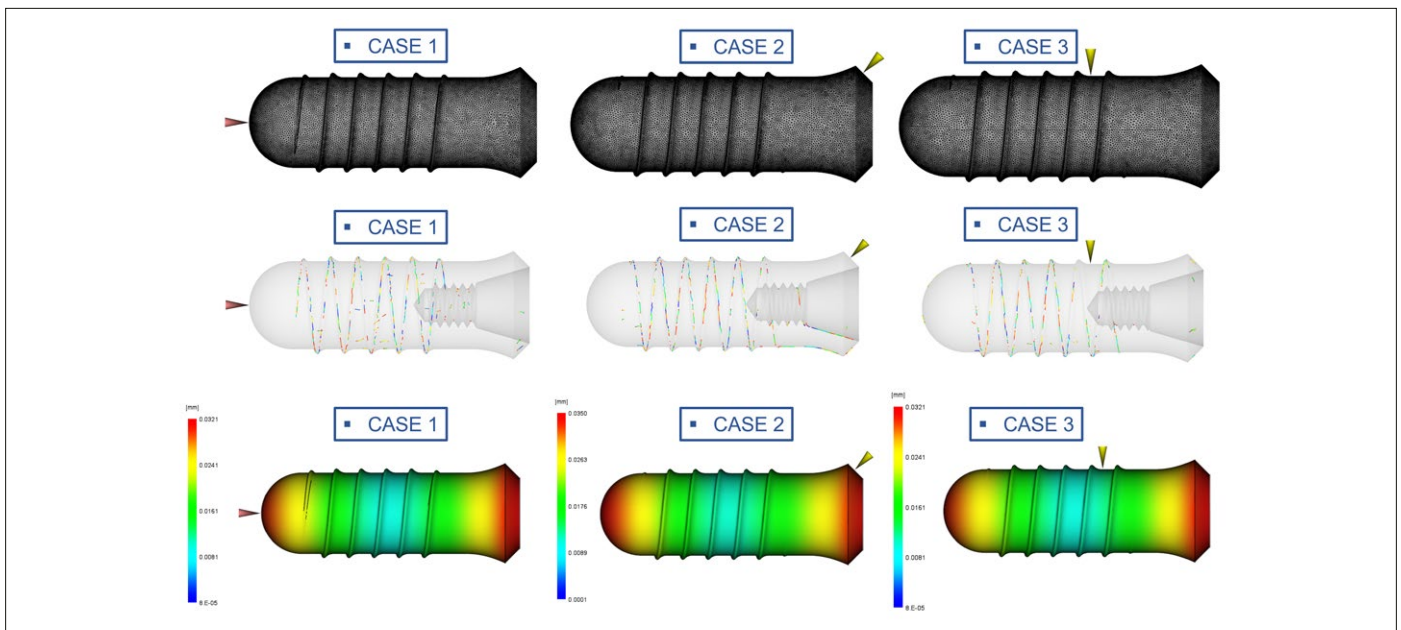 ▪ CASE 1
▪ CASE 2
▪ CASE 3
▪ CASE 1
▪ CASE 2
▪ CASE 3
▪ CASE 1
▪ CASE 2
▪ CASE 3
[mm]
0.0321
0.0241
0.0161
0.0081
8.E-05
[mm]
0.0350
0.0263
0.0176
0.0089
0.0001
[mm]
0.0321
0.0241
0.0161
0.0081
8.E-05